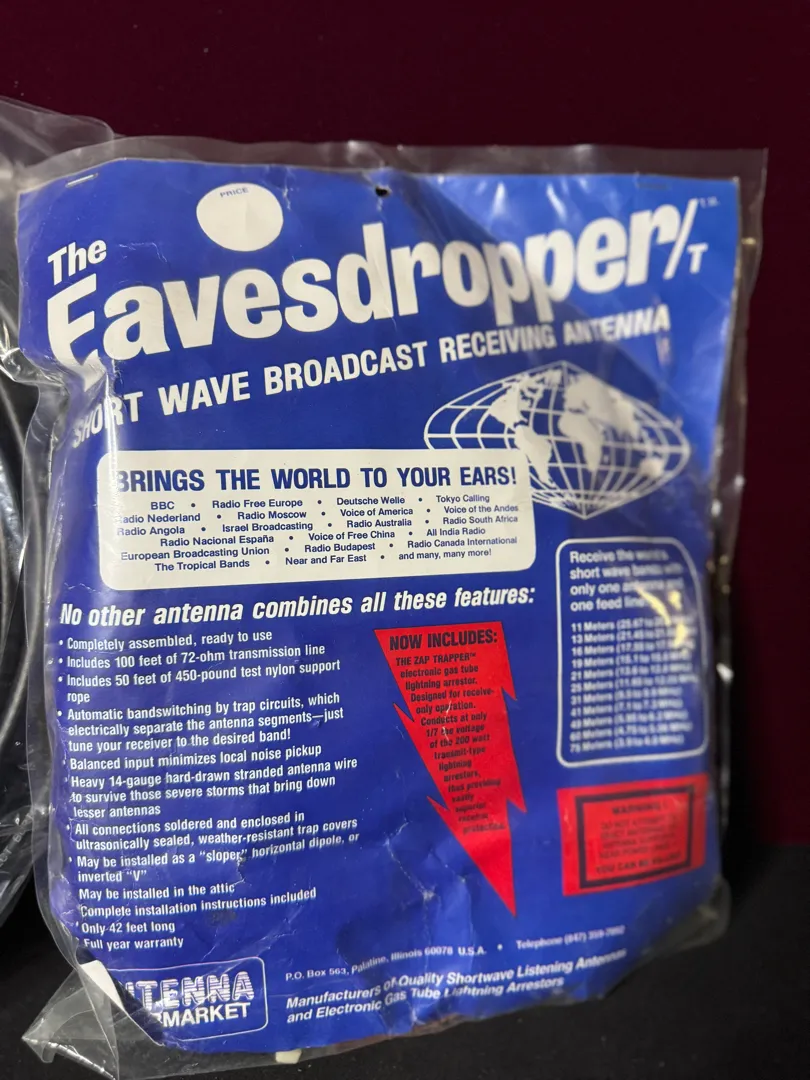 PRICE
The
Eavesdropper/T
SHORT WAVE BROADCAST RECEIVING ANTENNA
BRINGS THE WORLD TO YOUR EARS!
BBC • Radio Free Europe • Deutsche Welle • Tokyo Calling
Radio Nederland • Radio Moscow • Voice of America • Voice of the Andes
Radio Angola • Israel Broadcasting • Radio Australia • Radio South Africa
Radio Nacional España • Voice of Free China • All India Radio
European Broadcasting Union • Radio Budapest • Radio Canada International
The Tropical Bands • Near and Far East • and many, many more!
No other antenna combines all these features:
• Completely assembled, ready to use
• Includes 100 feet of 72-ohm transmission line
• Includes 50 feet of 450-pound test nylon support
rope
• Automatic bandswitching by trap circuits, which
electrically separate the antenna segments—just
tune your receiver to the desired band!
• Balanced input minimizes local noise pickup
• Heavy 14-gauge hard-drawn stranded antenna wire
to survive those severe storms that bring down
lesser antennas
• All connections soldered and enclosed in
ultrasonically sealed, weather-resistant trap covers
• May be installed as a "sloper" horizontal dipole, or
inverted "V"
May be installed in the attic
Complete installation instructions included
• Only 42 feet long
Full year warranty
NOW INCLUDES:
THE ZAP TRAPPER™
electronic gas tube
lightning arrestor.
Designed for receive-
only operation.
Conducts at only
1/7 the voltage
of the 200 watt
transmit-type
lightning
arrestors,
thus providing
vastly
superior
receiver
protection.
Receive the world's
short wave bands with
only one antenna and
one feed line
11 Meters
13 Meters
16 Meters
19 Meters
21 Meters
25 Meters
31 Meters
41 Meters
49 Meters
60 Meters
75 Meters
WARNING!
YOU CAN BE KILLED
ANTENNA
MARKET
P.O. Box 563, Palatine, Illinois 60078 U.S.A. • Telephone (847)
Manufacturers of Quality Shortwave Listening Antennas
and Electronic Gas Tube Lightning Arrestors